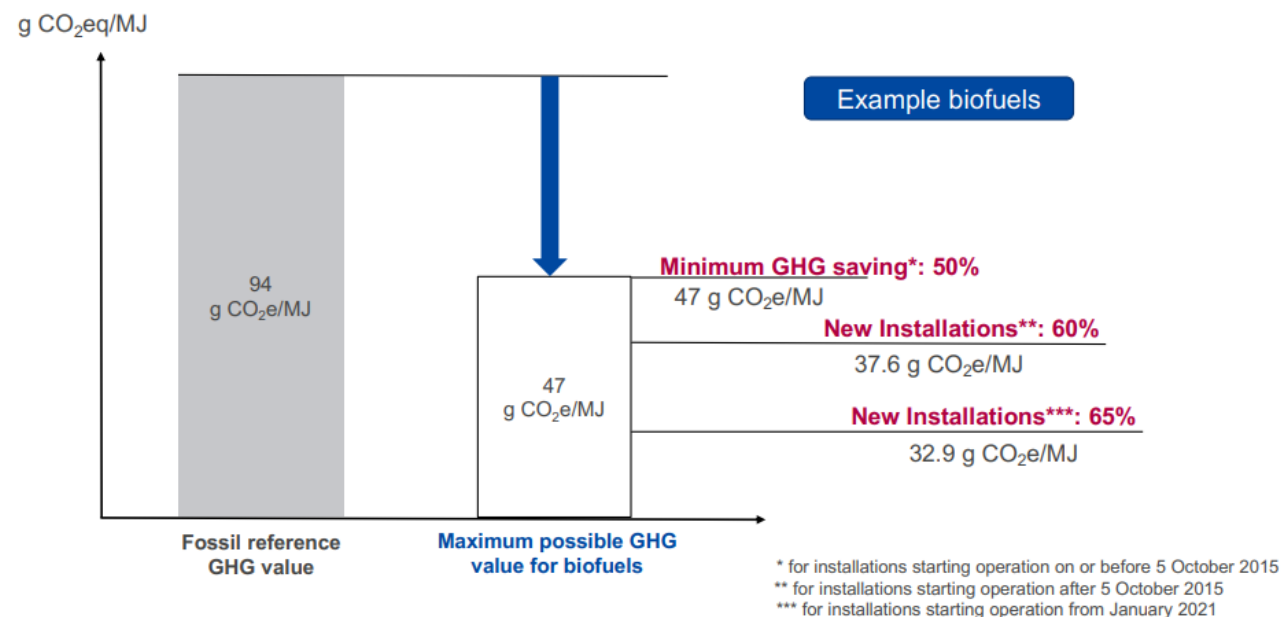 g CO₂eq/MJ
Example biofuels
Minimum GHG saving*: 50%
47 g CO₂e/MJ
94
g CO₂e/MJ
New Installations**: 60%
37.6 g CO₂e/MJ
47
g CO₂e/MJ
New Installations***: 65%
32.9 g CO₂e/MJ
Fossil reference
GHG value
Maximum possible GHG
value for biofuels
* for installations starting operation on or before 5 October 2015
** for installations starting operation after 5 October 2015
*** for installations starting operation from January 2021